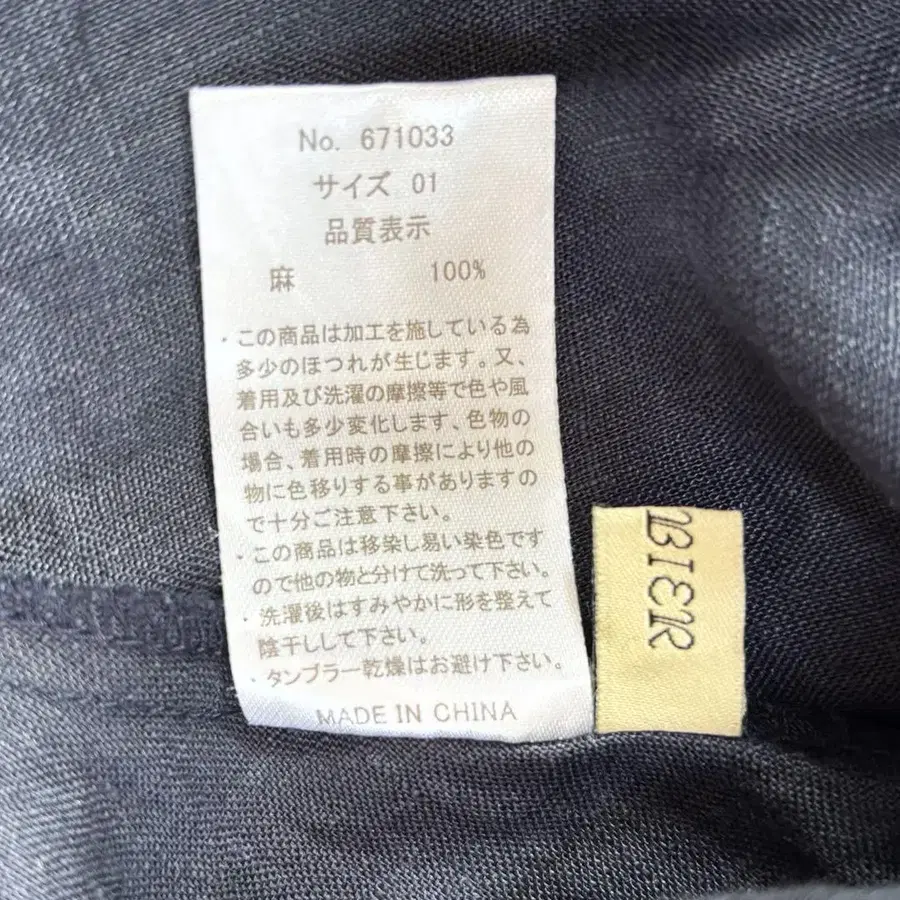 No. 671033
サイズ 01
品質表示
麻 100%
・この商品は加工を施している為
多少のほつれが生じます。又、
着用及び洗濯の摩擦等で色や風
合いも多少変化します、色物の
場合、着用時の摩擦により他の
物に色移りする事がありますの
で十分ご注意下さい。
・この商品は移染し易い染色です
ので他の物と分けて洗って下さい。
・洗濯後はすみやかに形を整えて
陰干しして下さい。
・タンブラー乾燥はお避け下さい。
MADE IN CHINA
BIER